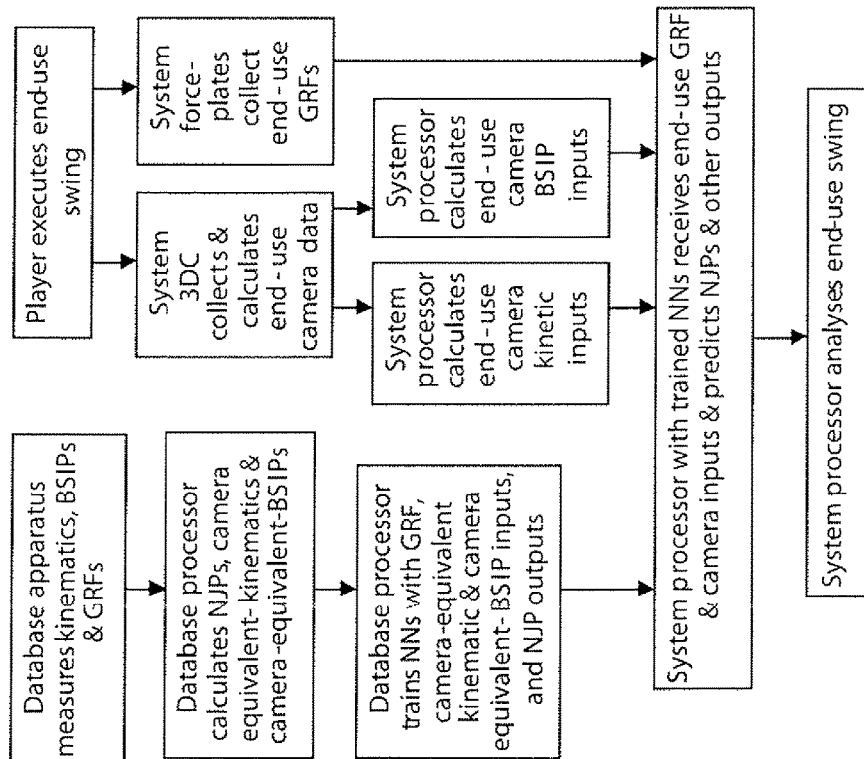 Database apparatus
measures kinematics, BSIPs
& GRFs
Database processor
calculates NJPs, camera
equivalent- kinematics &
camera-equivalent-BSIPs
Database processor
trains NNs with GRF,
camera-equivalent
kinematic & camera
equivalent- BSIP inputs,
and NJP outputs
Player executes end-use
swing
System
3DC
collects &
calculates
end - use
camera data
System
force-
plates
collect
end - use
GRFs
System
processor
calculates
end - use
camera
kinetic
inputs
System
processor
calculates
end - use
camera
BSIP
inputs
System processor with trained NNs receives end-use GRF
& camera inputs & predicts NJPs & other outputs
System processor analyses end-use swing